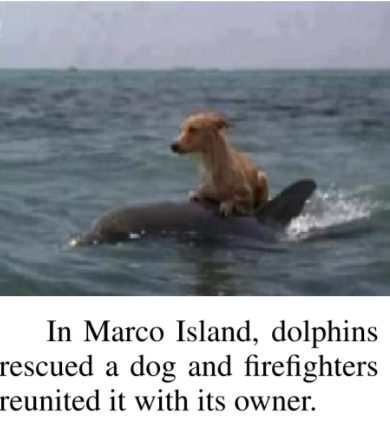 In Marco Island, dolphins
rescued a dog and firefighters
reunited it with its owner.